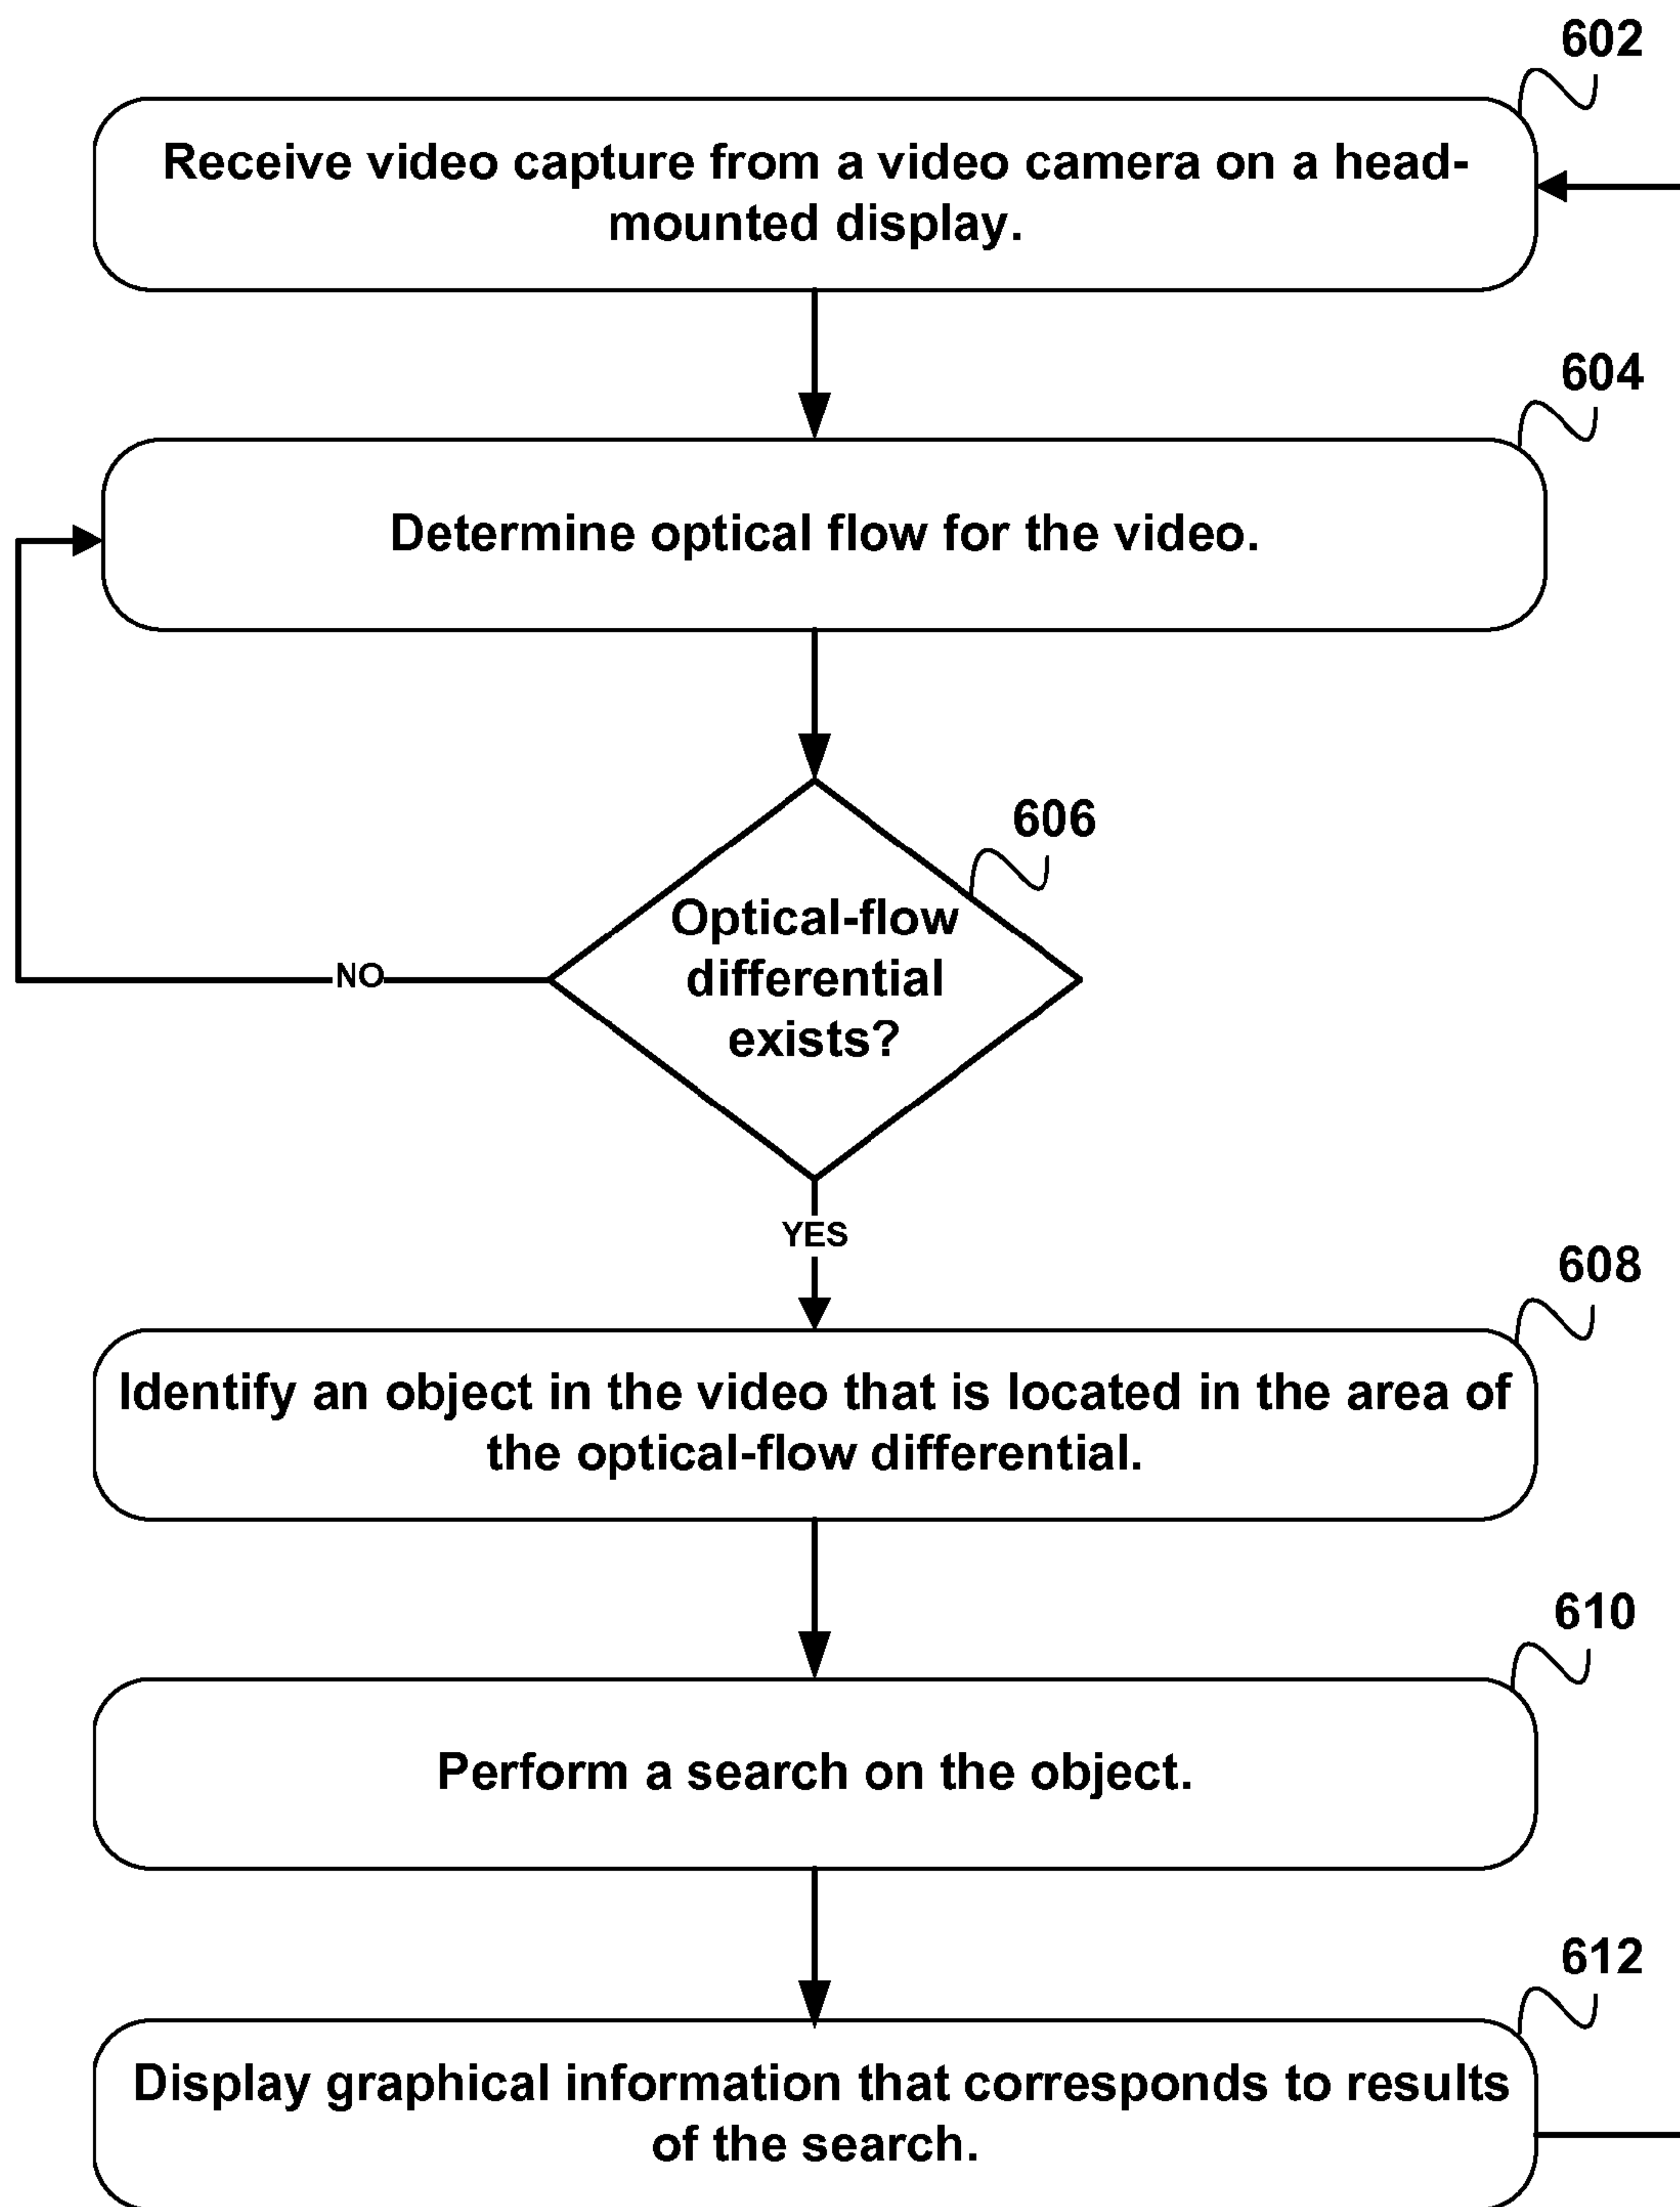 602
Receive video capture from a video camera on a head-
mounted display.
604
Determine optical flow for the video.
606
Optical-flow
differential
exists?
NO
YES
608
Identify an object in the video that is located in the area of
the optical-flow differential.
610
Perform a search on the object.
612
Display graphical information that corresponds to results
of the search.